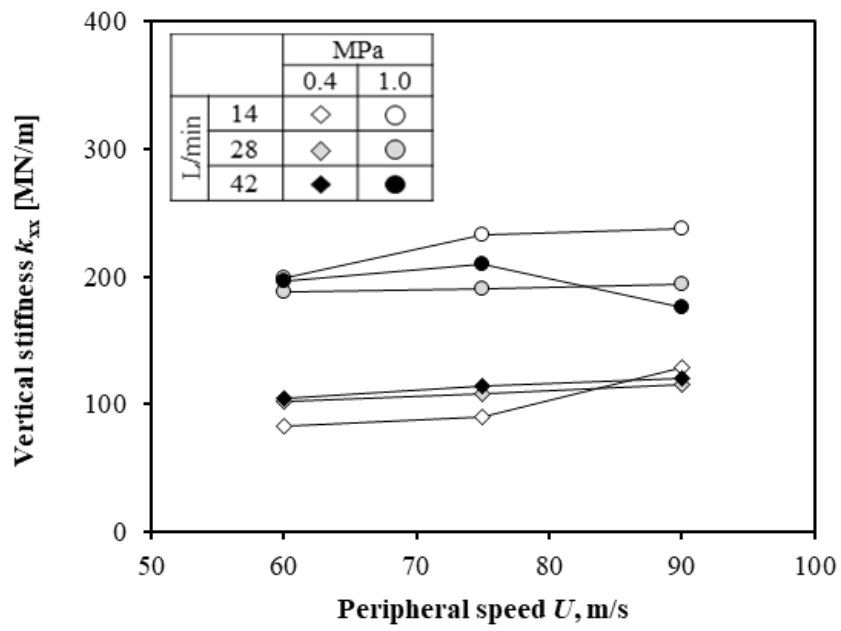 400
300
200
100
0
Vertical stiffness kxx [MN/m]
MPa
0.4 1.0
L/min
14
28
42
50 60 70 80 90 100
Peripheral speed U, m/s